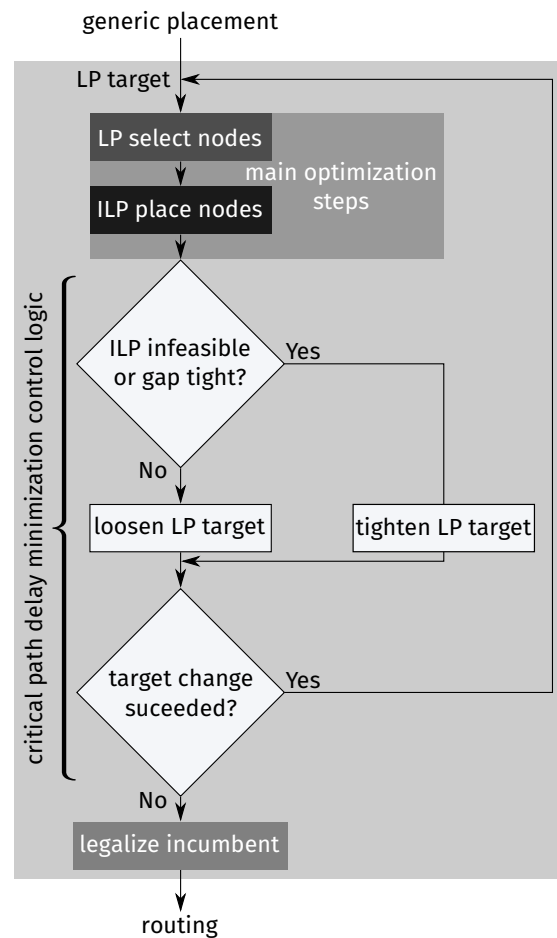 generic placement
LP target
LP select nodes
main optimization
steps
ILP place nodes
critical path delay minimization control logic
ILP infeasible
or gap tight?
Yes
No
loosen LP target
tighten LP target
target change
suceeded?
Yes
No
legalize incumbent
routing